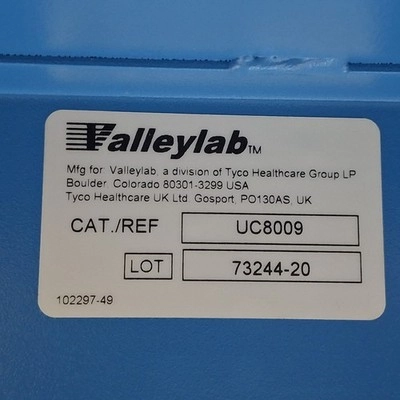 Valleylab™
Mfg for: Valleylab, a division of Tyco Healthcare Group LP
Boulder, Colorado 80301-3299 USA
Tyco Healthcare UK Ltd. Gosport, PO130AS, UK
CAT./REF UC8009
LOT 73244-20
102297-49